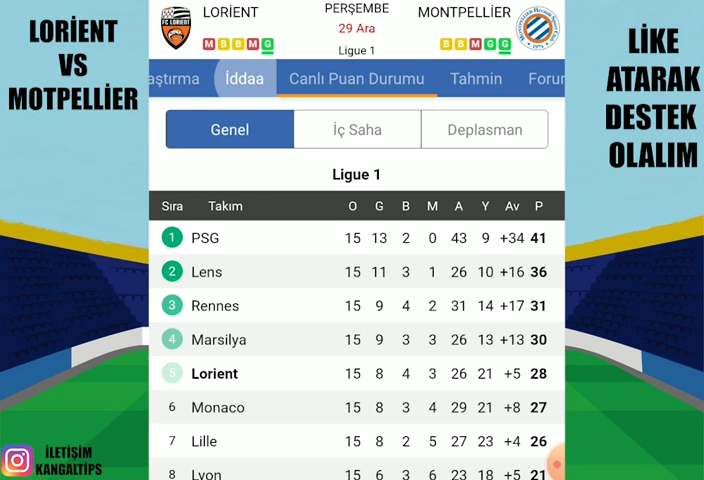 LORİENT
VS
MOTPELLİER
LORİENT
M B B M G
PERŞEMBE
29 Ara
Ligue 1
MONTPELLİER
B B M G G
LİKE
ATARAK
DESTEK
OLALIM
aştırma İddaa Canlı Puan Durumu Tahmin Forum
Genel İç Saha Deplasman
Ligue 1
Sıra Takım O G B M A Y Av P
1 PSG 15 13 2 0 43 9 +34 41
2 Lens 15 11 3 1 26 10 +16 36
3 Rennes 15 9 4 2 31 14 +17 31
4 Marsilya 15 9 3 3 26 13 +13 30
5 Lorient 15 8 4 3 26 21 +5 28
6 Monaco 15 8 3 4 29 21 +8 27
7 Lille 15 8 2 5 27 23 +4 26
8 Lyon 15 6 3 6 23 18 +5 21
İLETİŞİM
KANGALTİPS